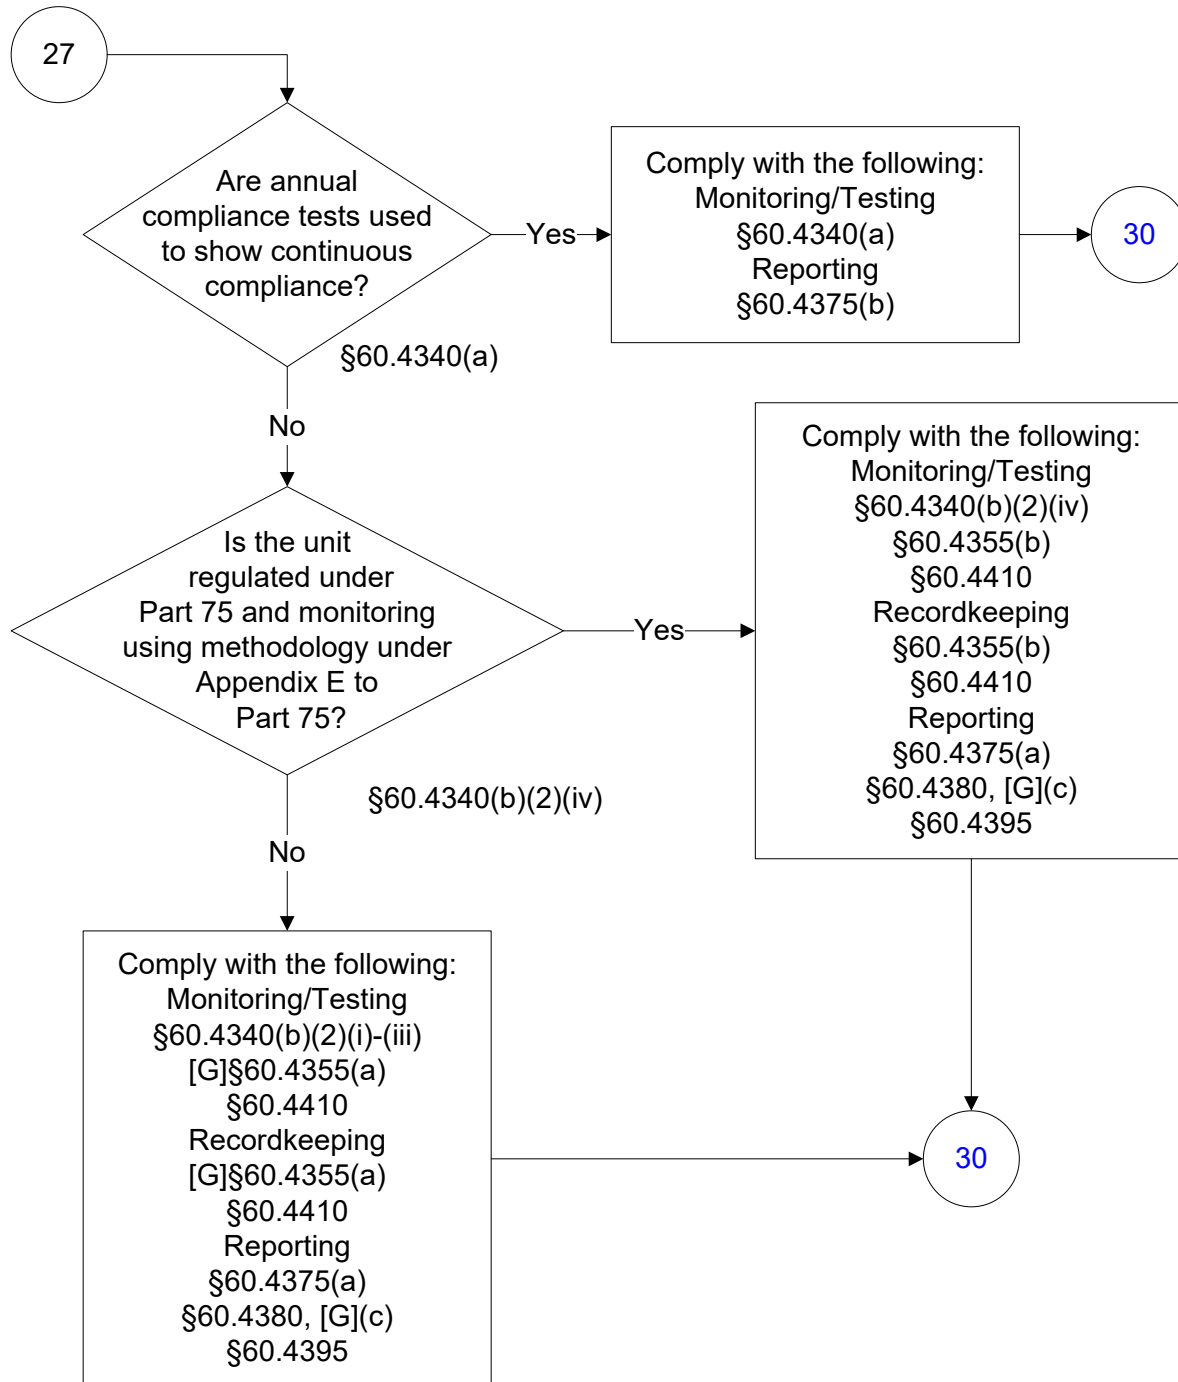 27
Are annual
compliance tests used
to show continuous
compliance?
§60.4340(a)
Yes
Comply with the following:
Monitoring/Testing
§60.4340(a)
Reporting
§60.4375(b)
30
No
Is the unit
regulated under
Part 75 and monitoring
using methodology under
Appendix E to
Part 75?
§60.4340(b)(2)(iv)
Yes
Comply with the following:
Monitoring/Testing
§60.4340(b)(2)(iv)
§60.4355(b)
§60.4410
Recordkeeping
§60.4355(b)
§60.4410
Reporting
§60.4375(a)
§60.4380, [G](c)
§60.4395
No
Comply with the following:
Monitoring/Testing
§60.4340(b)(2)(i)-(iii)
[G]§60.4355(a)
§60.4410
Recordkeeping
[G]§60.4355(a)
§60.4410
Reporting
§60.4375(a)
§60.4380, [G](c)
§60.4395
30